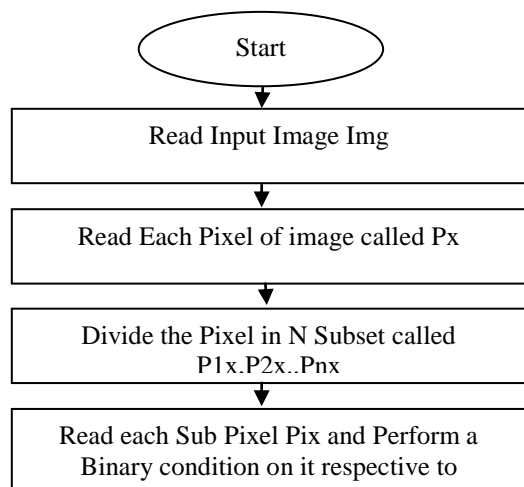 Start
Read Input Image Img
Read Each Pixel of image called Px
Divide the Pixel in N Subset called
P1x,P2x..Pnx
Read each Sub Pixel Pix and Perform a
Binary condition on it respective to